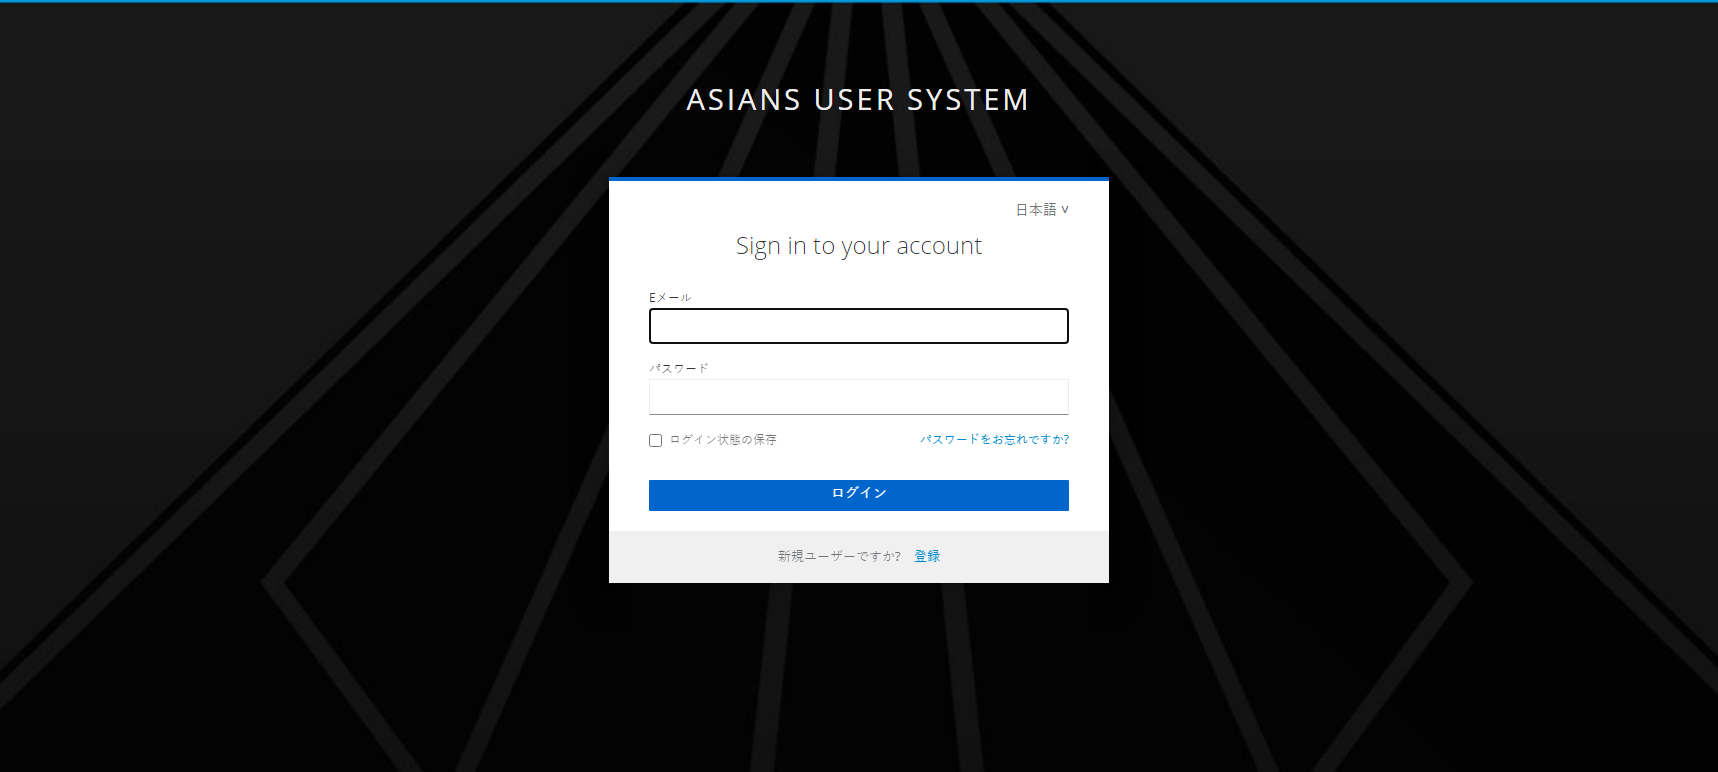 ASIANS USER SYSTEM
日本語 ∨
Sign in to your account
Eメール
パスワード
ログイン状態の保存 パスワードをお忘れですか?
ログイン
新規ユーザーですか? 登録